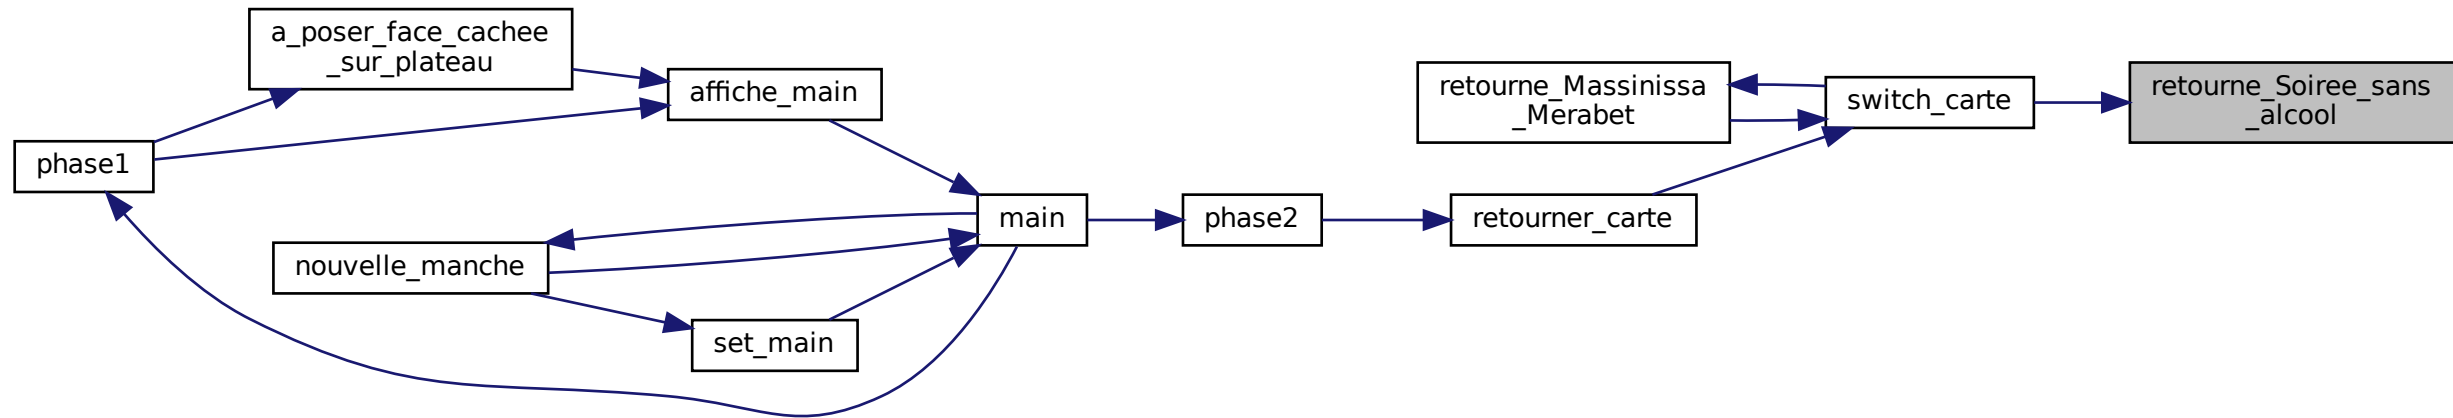 a_poser_face_cachee
_sur_plateau
affiche_main
phase1
nouvelle_manche
set_main
main
phase2
retourne_Massinissa
_Merabet
retourner_carte
switch_carte
retourne_Soiree_sans
_alcool